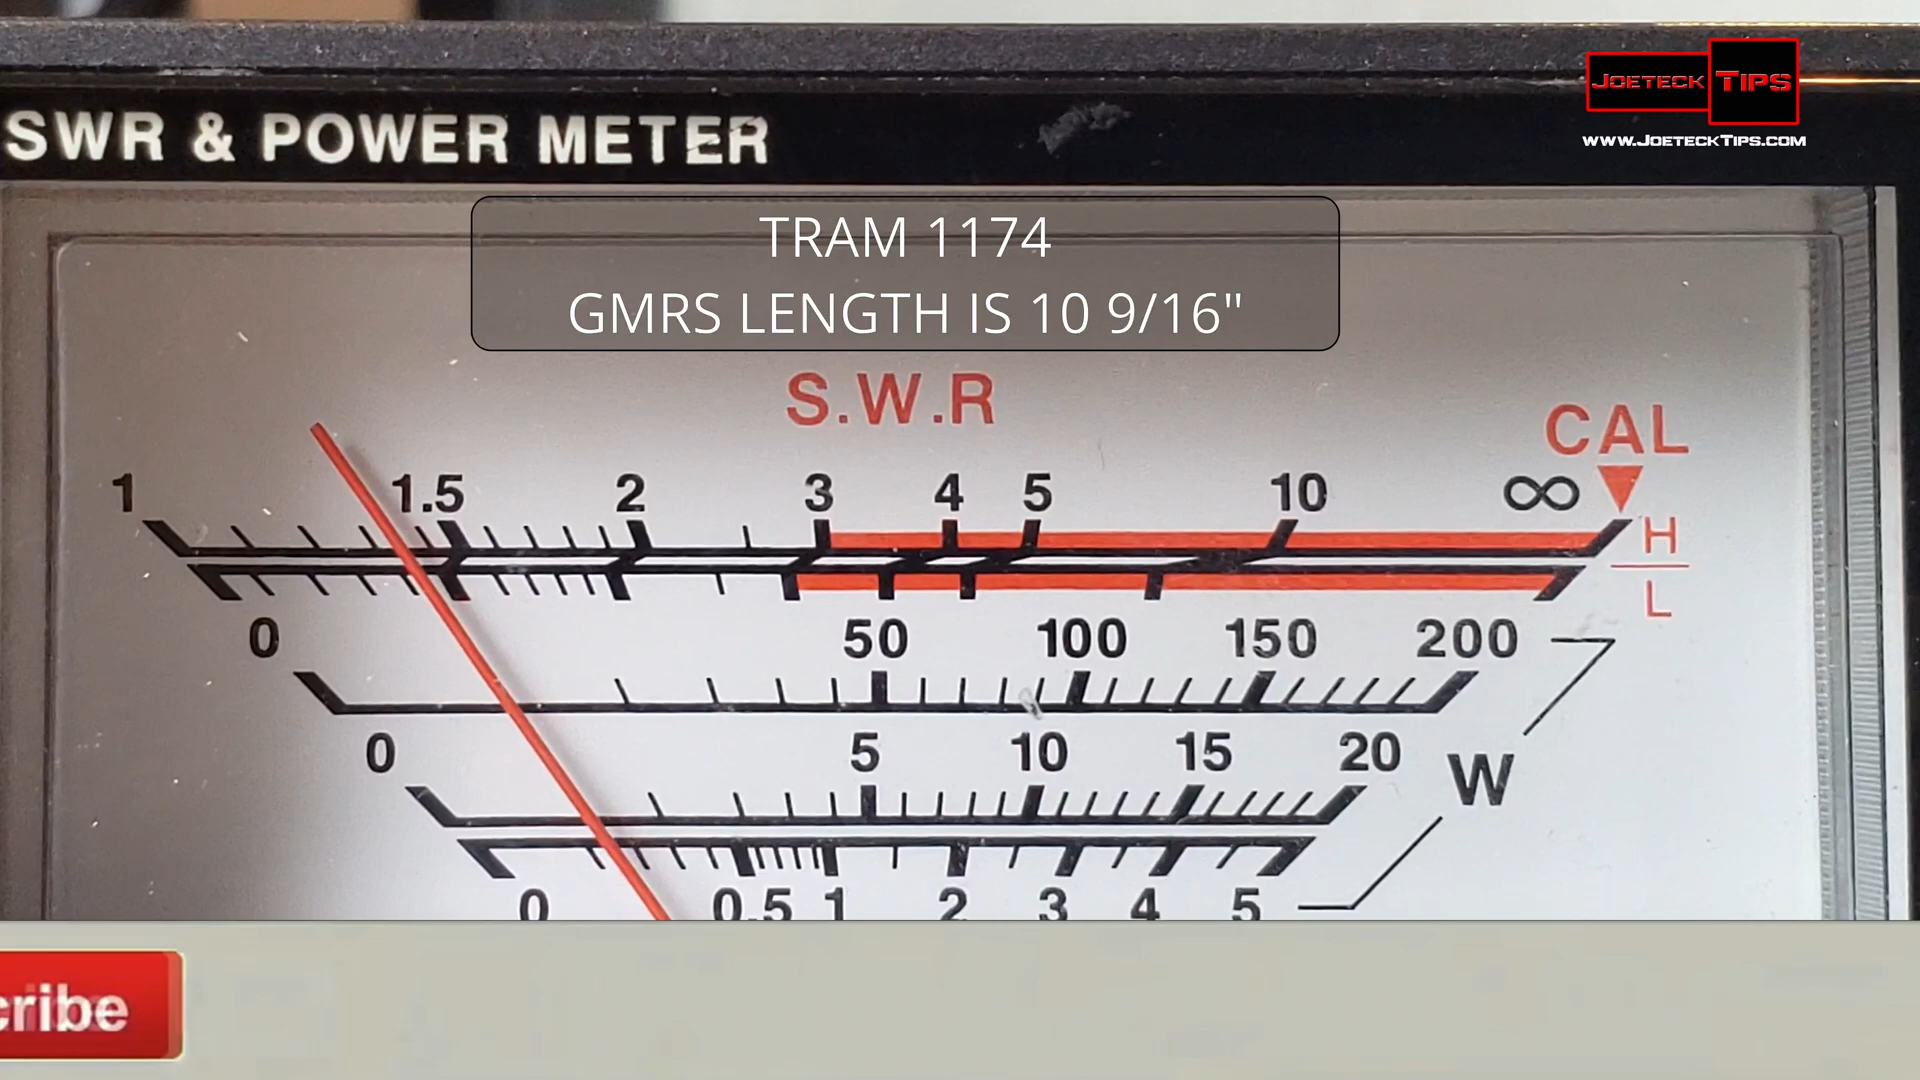 JOETECK TIPS
WWW.JOETECKTIPS.COM
SWR & POWER METER
TRAM 1174
GMRS LENGTH IS 10 9/16"
S.W.R
CAL
1 1.5 2 3 4 5 10 ∞
H
L
0 50 100 150 200
0 5 10 15 20
W
0 0.5 1 2 3 4 5
cribe